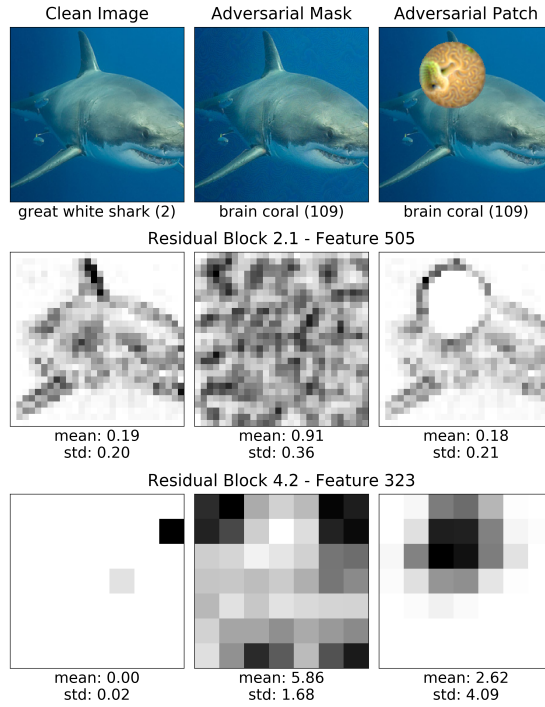 Clean Image Adversarial Mask Adversarial Patch
great white shark (2) brain coral (109) brain coral (109)
Residual Block 2.1 - Feature 505
mean: 0.19 mean: 0.91 mean: 0.18
std: 0.20 std: 0.36 std: 0.21
Residual Block 4.2 - Feature 323
mean: 0.00 mean: 5.86 mean: 2.62
std: 0.02 std: 1.68 std: 4.09